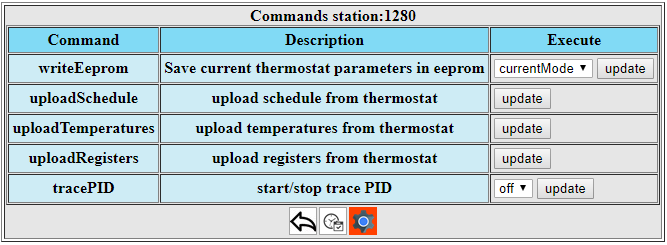 Commands station:1280
Command Description Execute
writeEeprom Save current thermostat parameters in eeprom currentMode update
uploadSchedule upload schedule from thermostat update
uploadTemperatures upload temperatures from thermostat update
uploadRegisters upload registers from thermostat update
tracePID start/stop trace PID off update